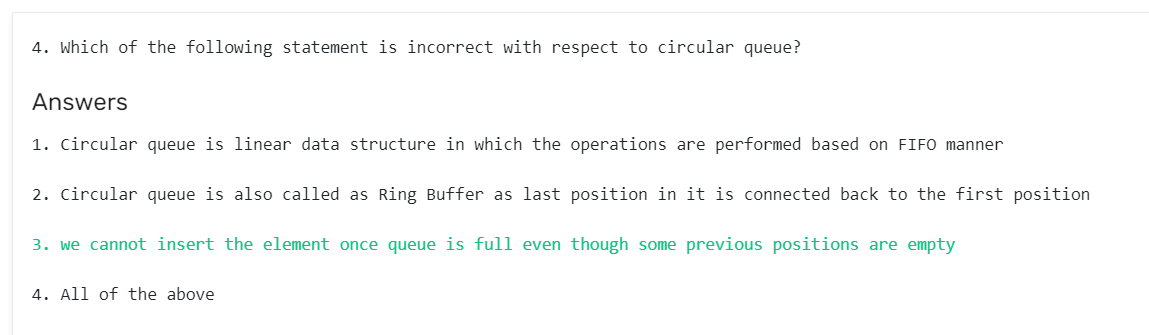 4. Which of the following statement is incorrect with respect to circular queue?
Answers
1. Circular queue is linear data structure in which the operations are performed based on FIFO manner
2. Circular queue is also called as Ring Buffer as last position in it is connected back to the first position
3. we cannot insert the element once queue is full even though some previous positions are empty
4. All of the above